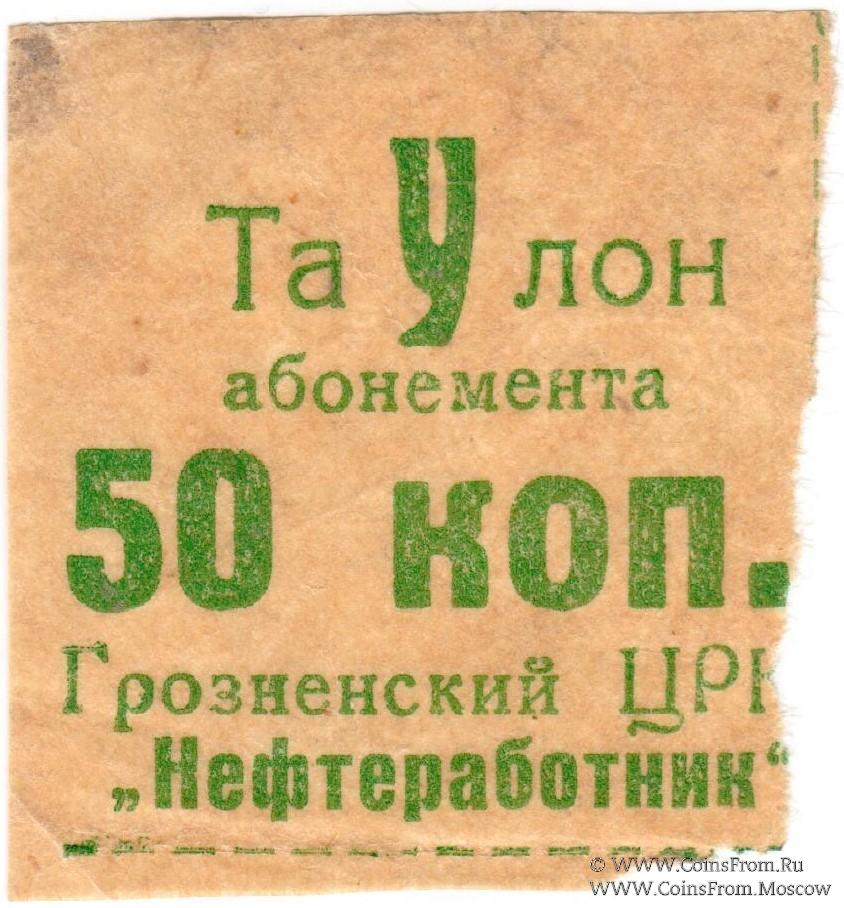 Та У лон
абонемента
50 коп.
Грозненский ЦРК
„Нефтеработник“
© WWW.CoinsFrom.Ru
WWW.CoinsFrom.Moscow